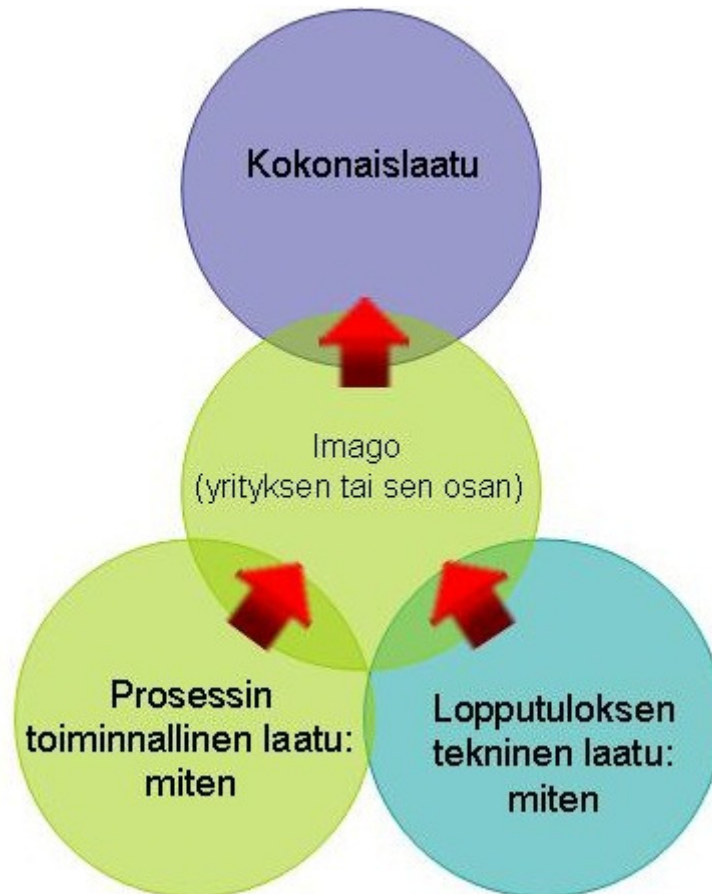 Kokonaislaatu
Imago
(yrityksen tai sen osan)
Prosessin
toiminnallinen laatu:
miten
Lopputuloksen
tekninen laatu:
miten